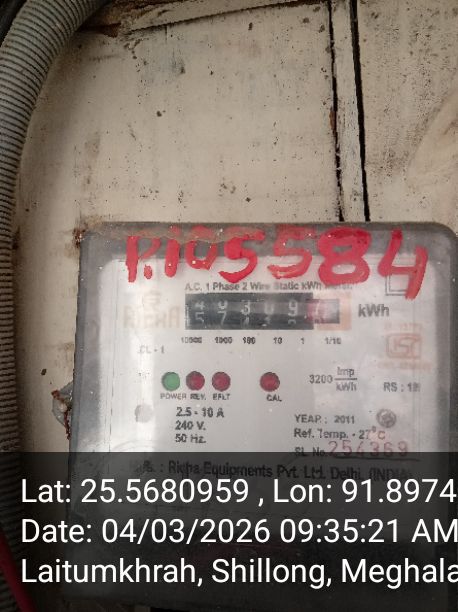 P.105584
A.C. 1 Phase 2 Wire Static kWh Meter
kWh
10000 1000 100 10 1 1/10
CL - 1
3200 Imp/kWh
RS : 
POWER REV. EFLT CAL
2.5 - 10 A
240 V.
50 Hz.
YEAR : 2011
Ref. Temp. - 27°C
SL No. 254369
Equipments Pvt. Ltd. Delhi. (INDIA)
Lat: 25.5680959 , Lon: 91.8974
Date: 04/03/2026 09:35:21 AM
Laitumkhrah, Shillong, Meghala